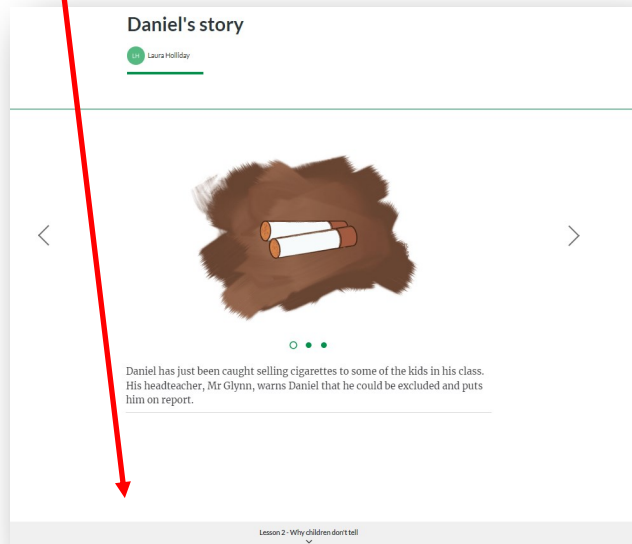 Daniel's story
LH
Laura Holliday
Daniel has just been caught selling cigarettes to some of the kids in his class.
His headteacher, Mr Glynn, warns Daniel that he could be excluded and puts
him on report.
Lesson 2 - Why children don't tell